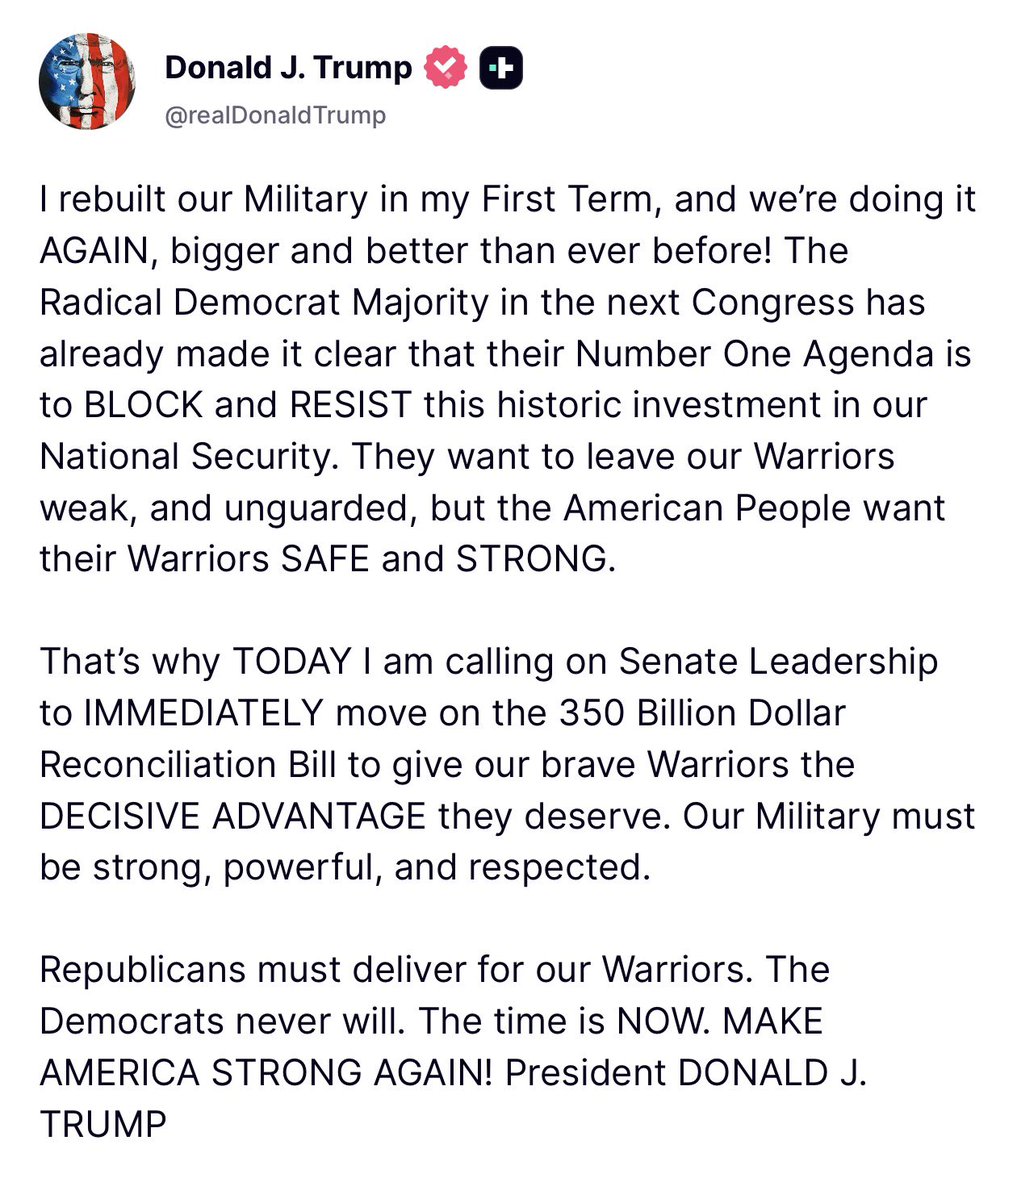 Donald J. Trump
@realDonaldTrump
I rebuilt our Military in my First Term, and we’re doing it
AGAIN, bigger and better than ever before! The
Radical Democrat Majority in the next Congress has
already made it clear that their Number One Agenda is
to BLOCK and RESIST this historic investment in our
National Security. They want to leave our Warriors
weak, and unguarded, but the American People want
their Warriors SAFE and STRONG.
That’s why TODAY I am calling on Senate Leadership
to IMMEDIATELY move on the 350 Billion Dollar
Reconciliation Bill to give our brave Warriors the
DECISIVE ADVANTAGE they deserve. Our Military must
be strong, powerful, and respected.
Republicans must deliver for our Warriors. The
Democrats never will. The time is NOW. MAKE
AMERICA STRONG AGAIN! President DONALD J.
TRUMP